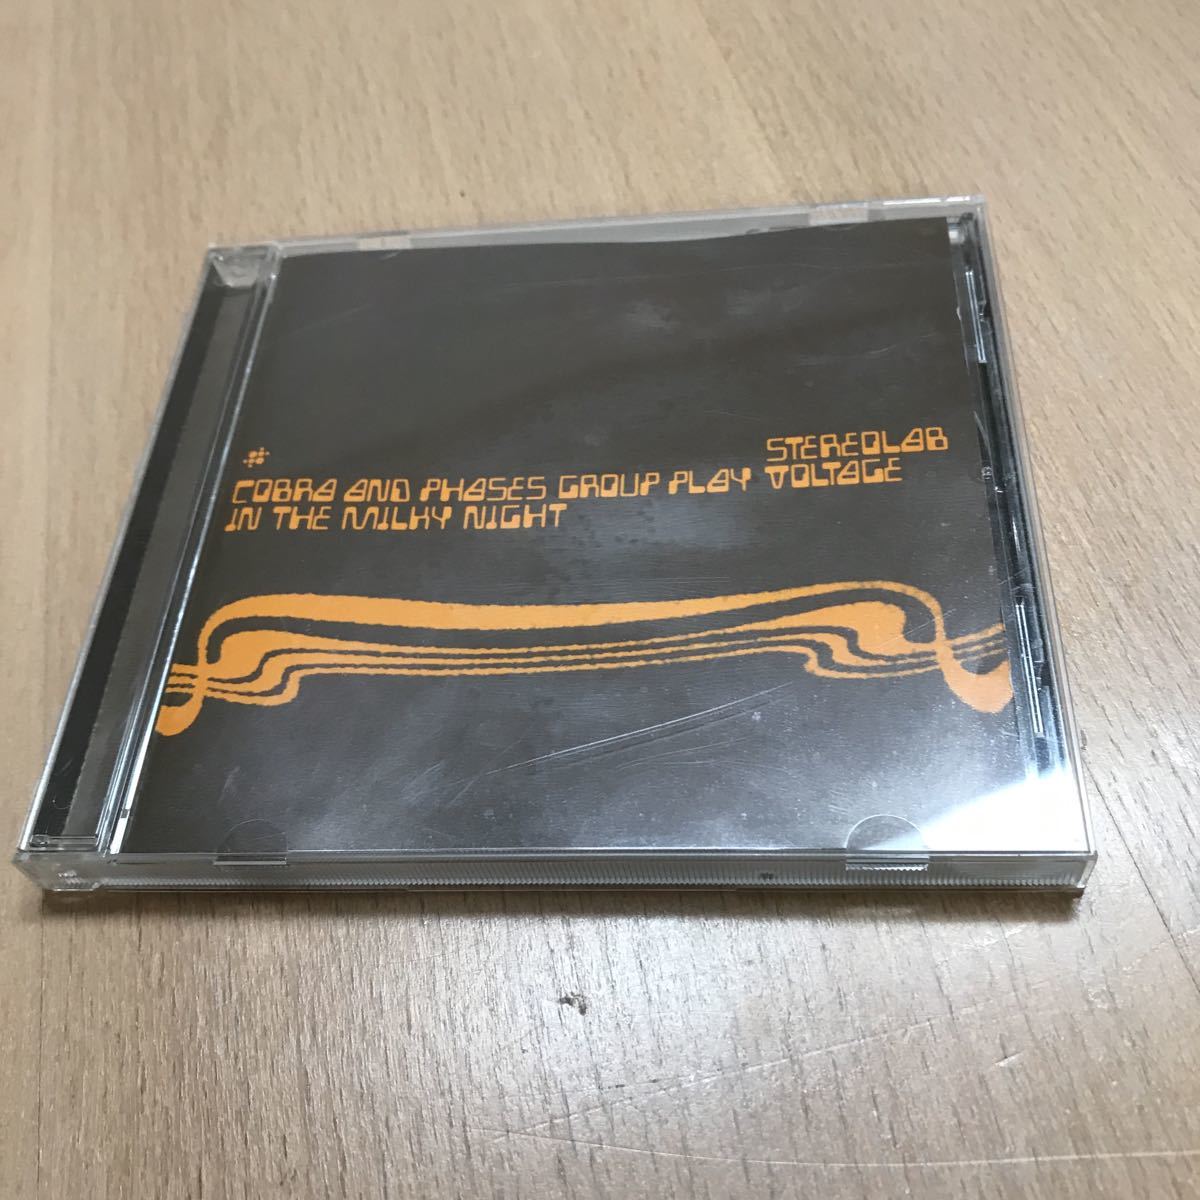 STEREOLAB
COBRA AND PHASES GROUP PLAY VOLTAGE
IN THE MILKY NIGHT